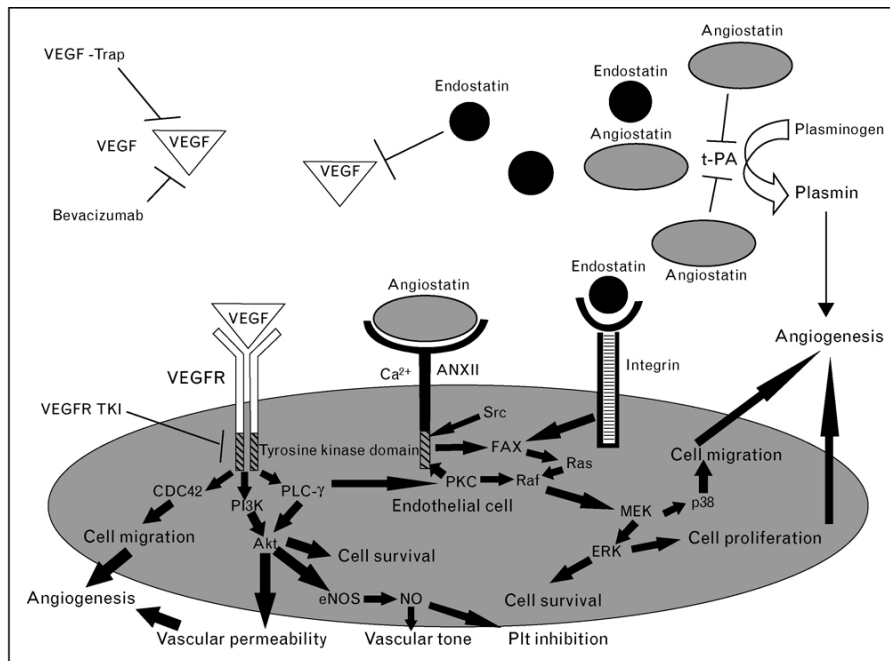 Angiostatin
VEGF -Trap
Endostatin
Endostatin
VEGF
VEGF
Angiostatin
Plasminogen
VEGF
t-PA
Bevacizumab
Plasmin
Angiostatin
Endostatin
Angiostatin
VEGF
Angiogenesis
VEGFR
Ca2+
ANXII
Integrin
VEGFR TKI
Src
Tyrosine kinase domain
FAX
Ras
Cell migration
CDC42
PI3K
PLC-γ
PKC
Raf
Endothelial cell
MEK
p38
Cell migration
Akt
Cell survival
ERK
Cell proliferation
Angiogenesis
eNOS
NO
Cell survival
Vascular permeability
Vascular tone
Plt inhibition